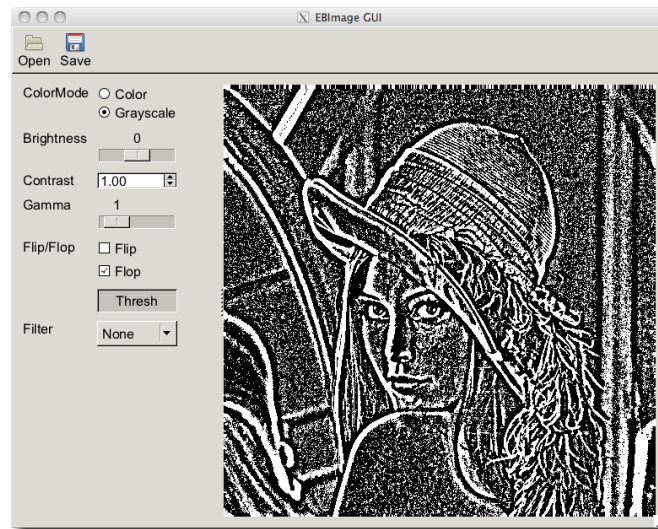 EBImage GUI
Open Save
ColorMode Color
Grayscale
Brightness 0
Contrast 1.00
Gamma 1
Flip/Flop Flip
Flop
Thresh
Filter None